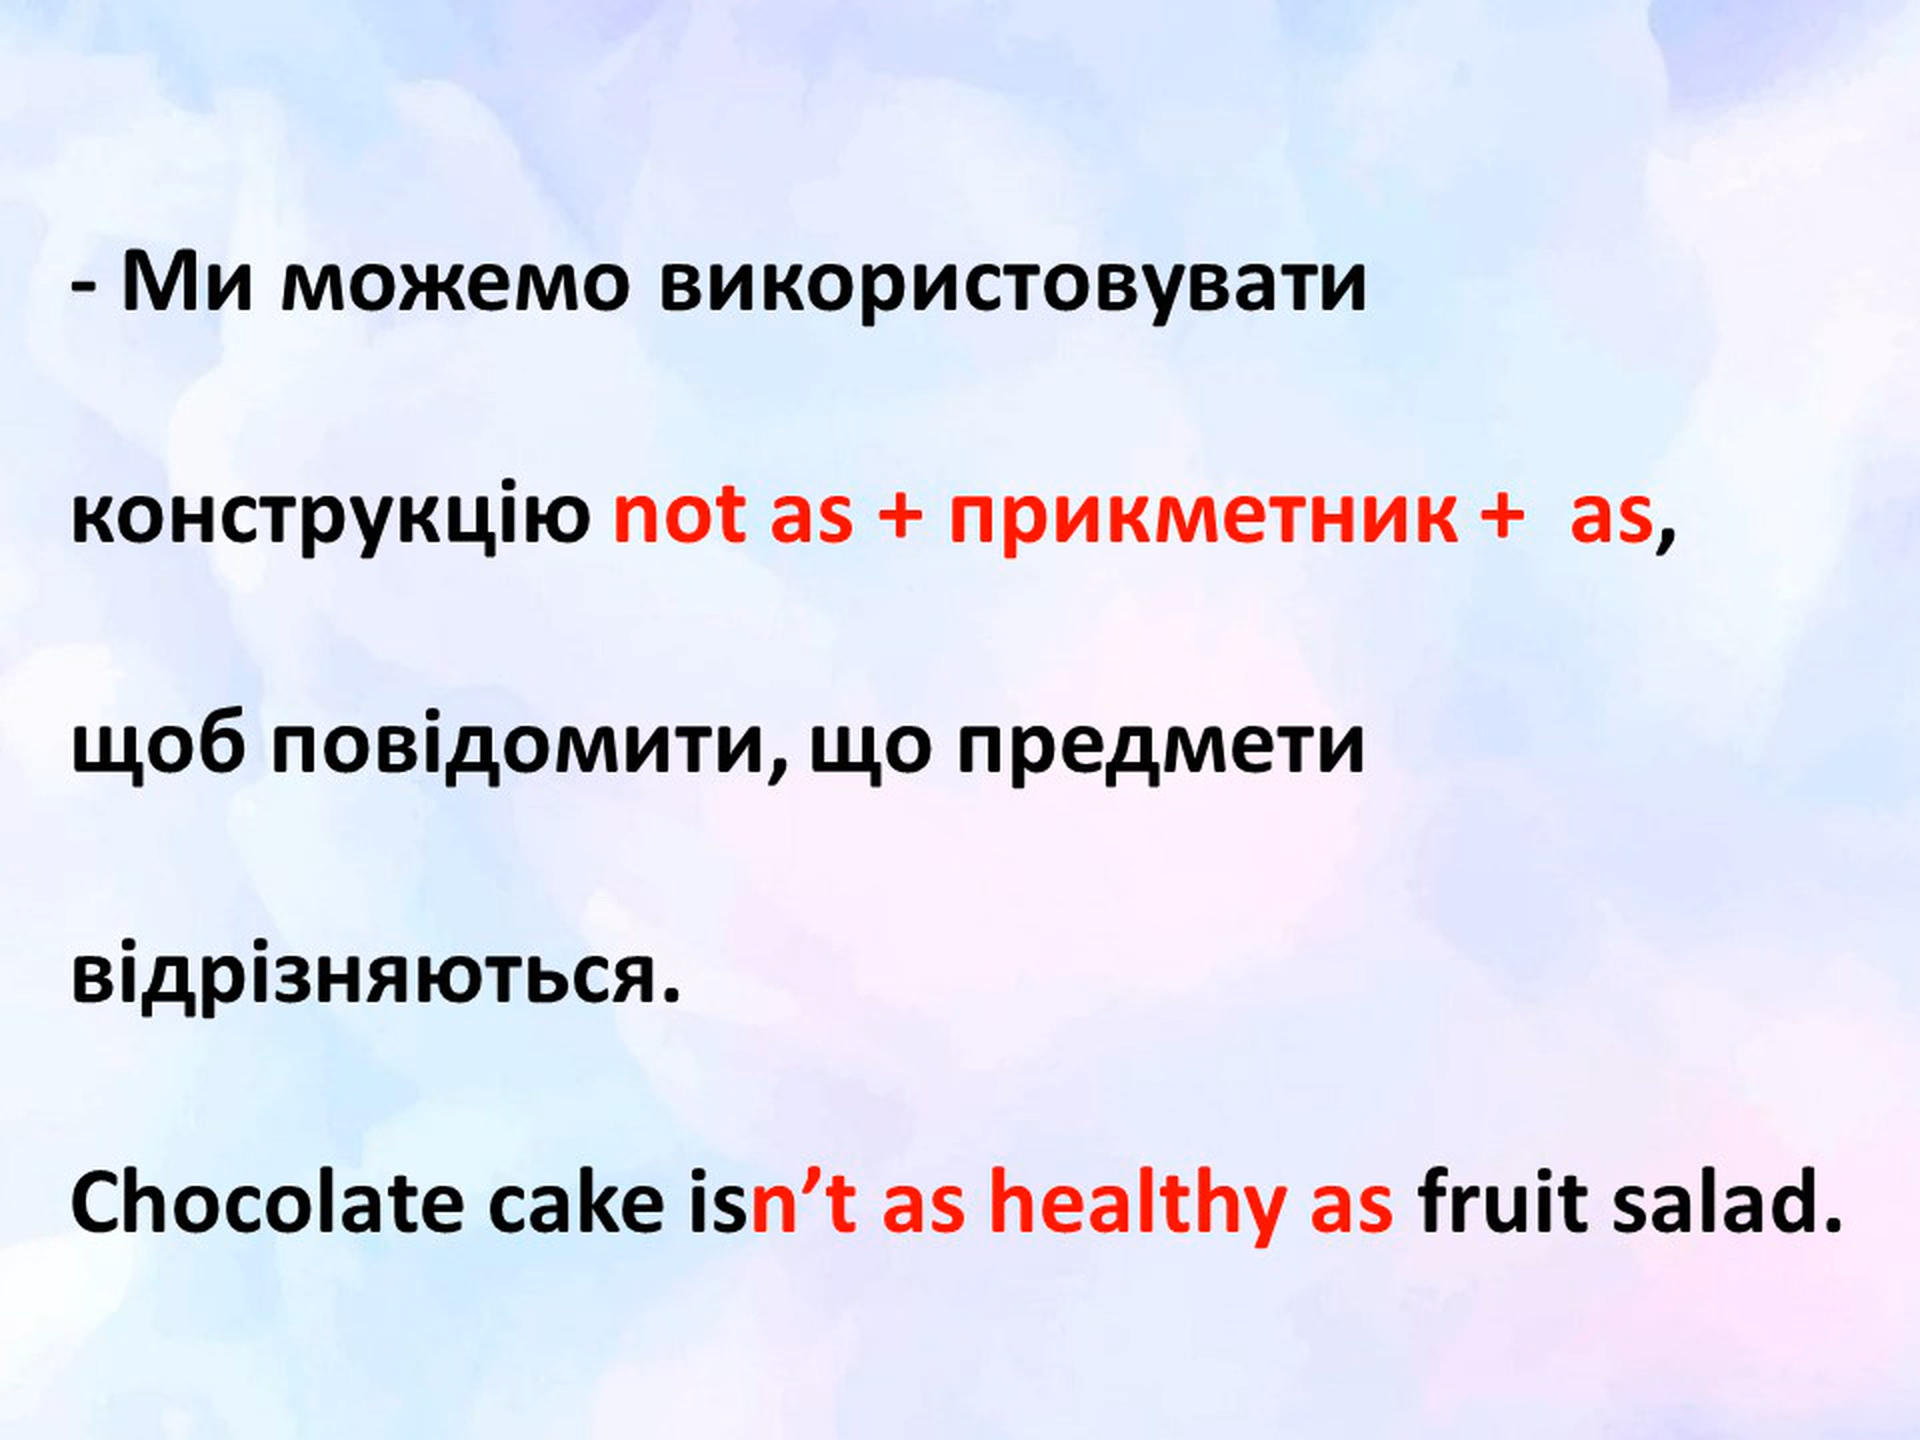 - Ми можемо використовувати
конструкцію not as + прикметник +  as,
щоб повідомити, що предмети
відрізняються.
Chocolate cake isn’t as healthy as fruit salad.